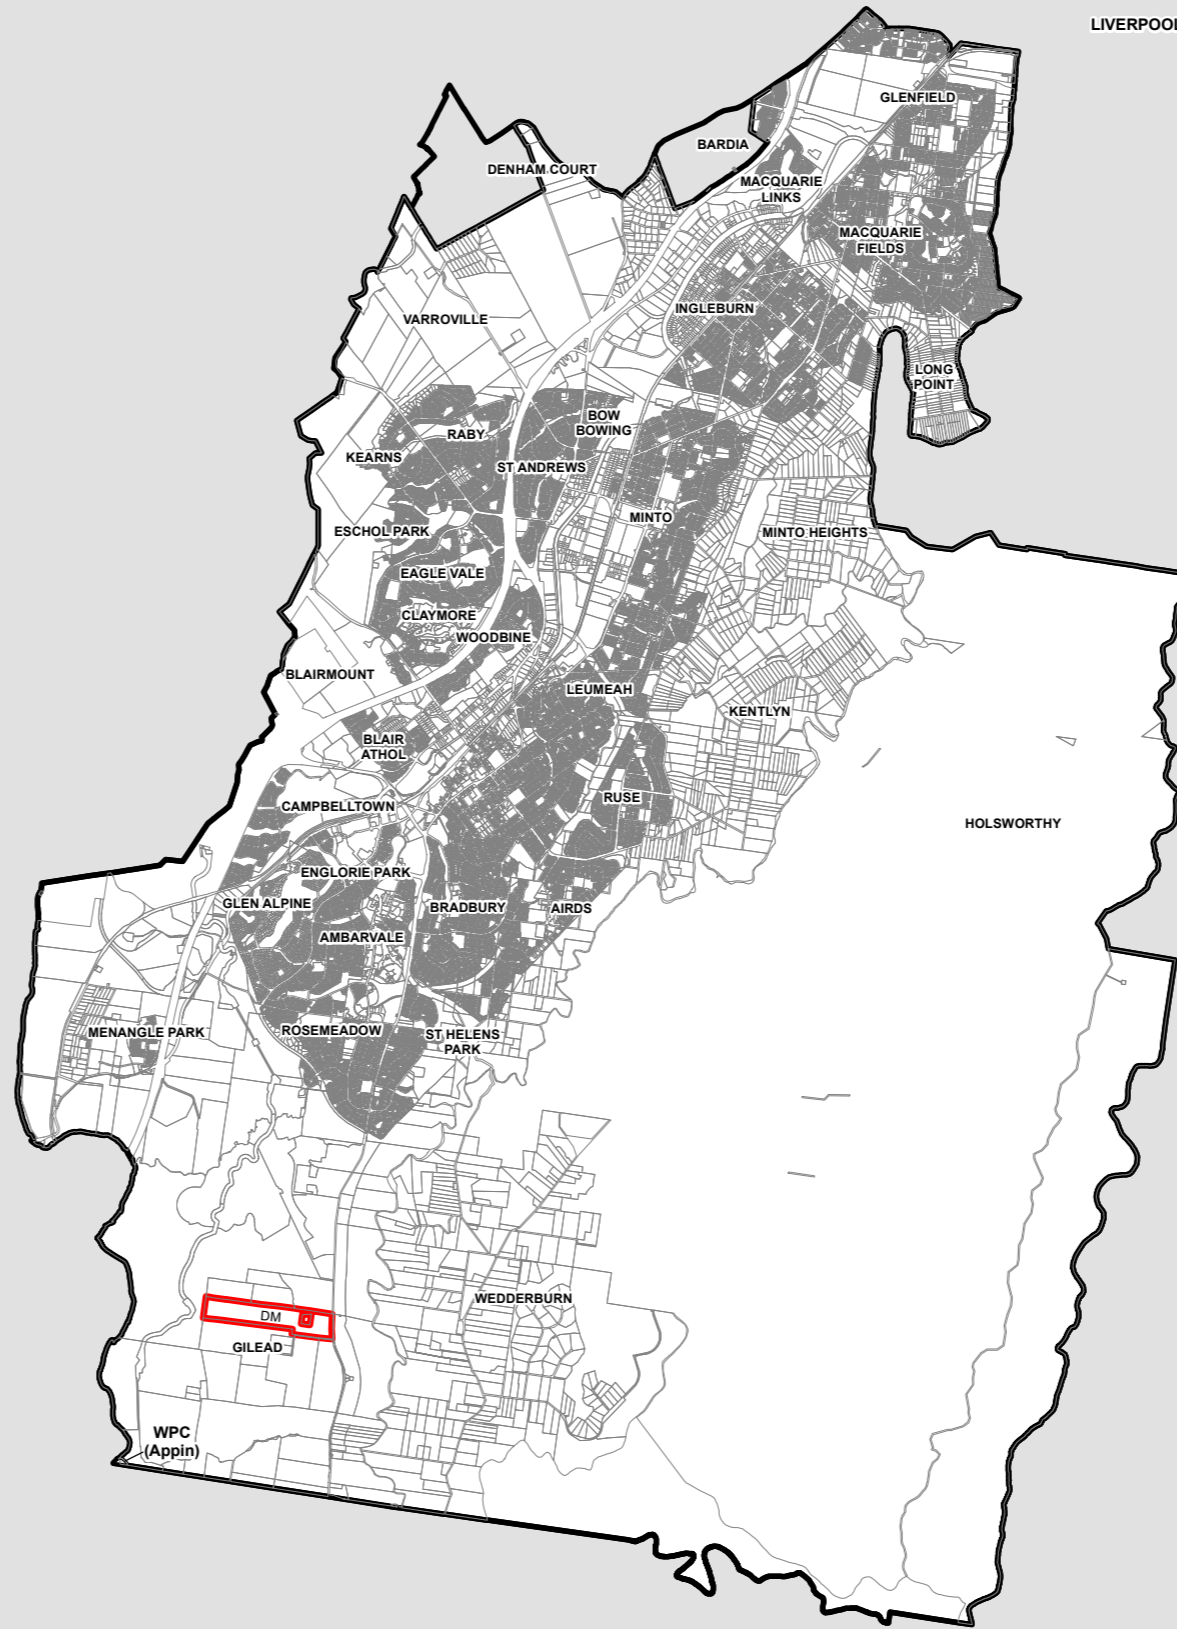 LIVERPOOL
GLENFIELD
BARDIA
DENHAM COURT
MACQUARIE
LINKS
MACQUARIE
FIELDS
INGLEBURN
VARROVILLE
LONG
POINT
BOW
BOWING
RABY
KEARNS
ST ANDREWS
MINTO
ESCHOL PARK
MINTO HEIGHTS
EAGLE VALE
CLAYMORE
WOODBINE
BLAIRMOUNT
LEUMEAH
KENTLYN
BLAIR
ATHOL
RUSE
CAMPBELLTOWN
HOLSWORTHY
ENGLORIE PARK
GLEN ALPINE
BRADBURY
AIRDS
AMBARVALE
MENANGLE PARK
ROSEMEADOW
ST HELENS
PARK
WEDDERBURN
DM
GILEAD
WPC
(Appin)